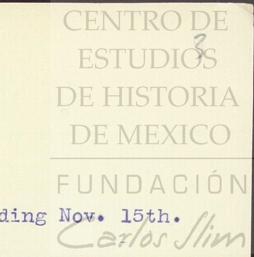 CENTRO DE
3
ESTUDIOS
DE HISTORIA
DE MEXICO
FUNDACIÓN
ding Nov. 15th.
Carlos Slim